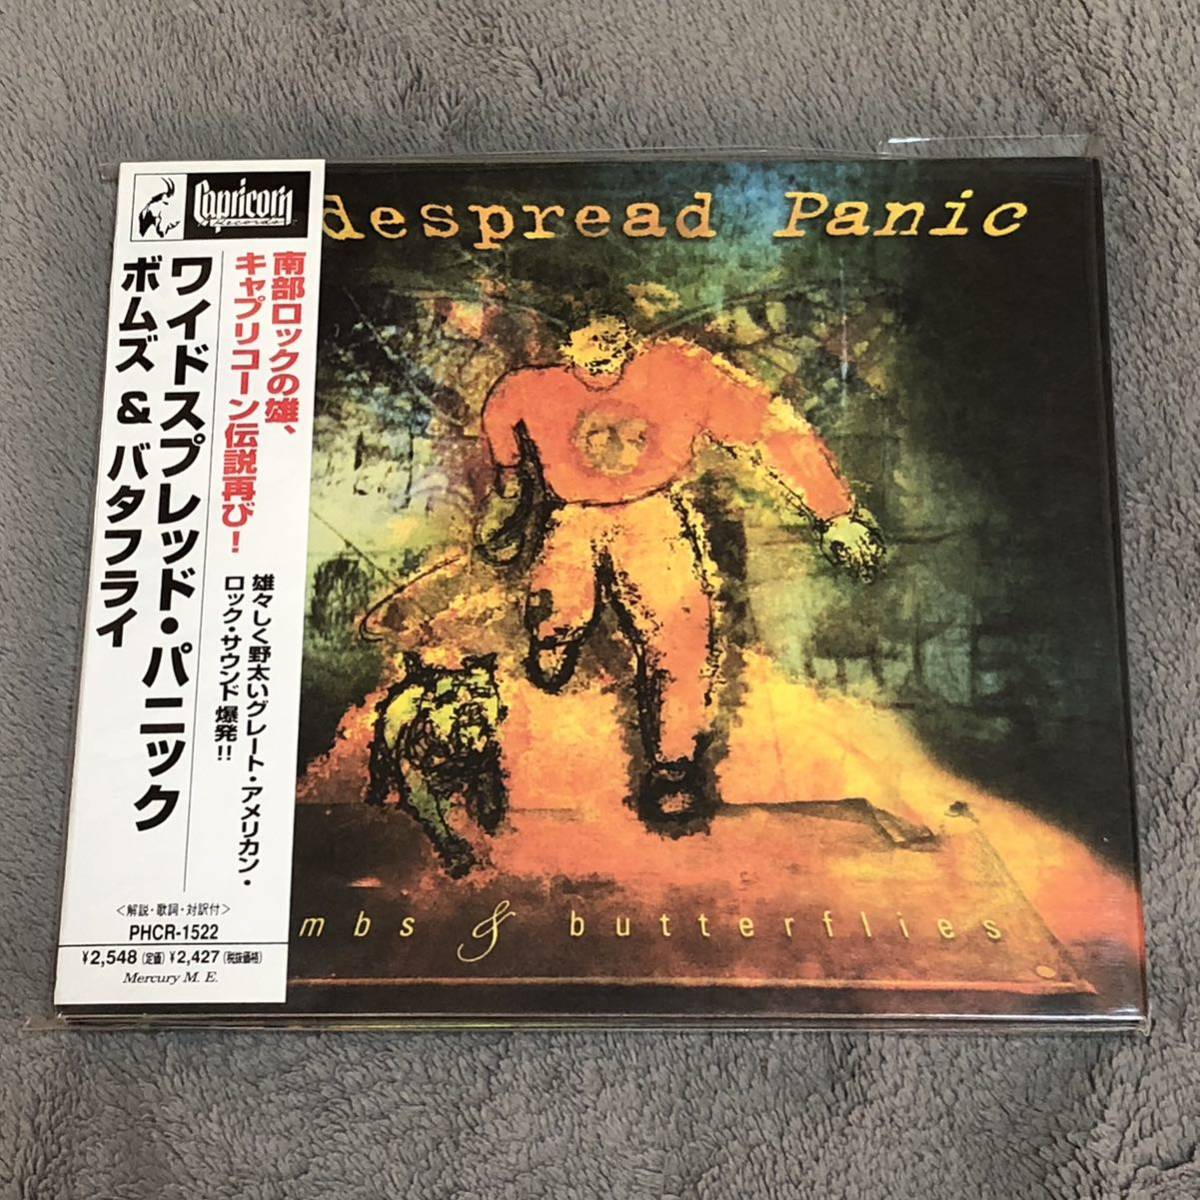 Capricorn
Records
南部ロックの雄、
キャプリコーン伝説再び!
雄々しく野太いグレート・アメリカン・
ロック・サウンド 爆発!!
ワイドスプレッド・パニック
ボムズ & バタフライ
<解説・歌詞・対訳付>
PHCR-1522
¥2,548 (定価) ¥2,427 (税抜価格)
Mercury M. E.
despread Panic
mbs & butterflies